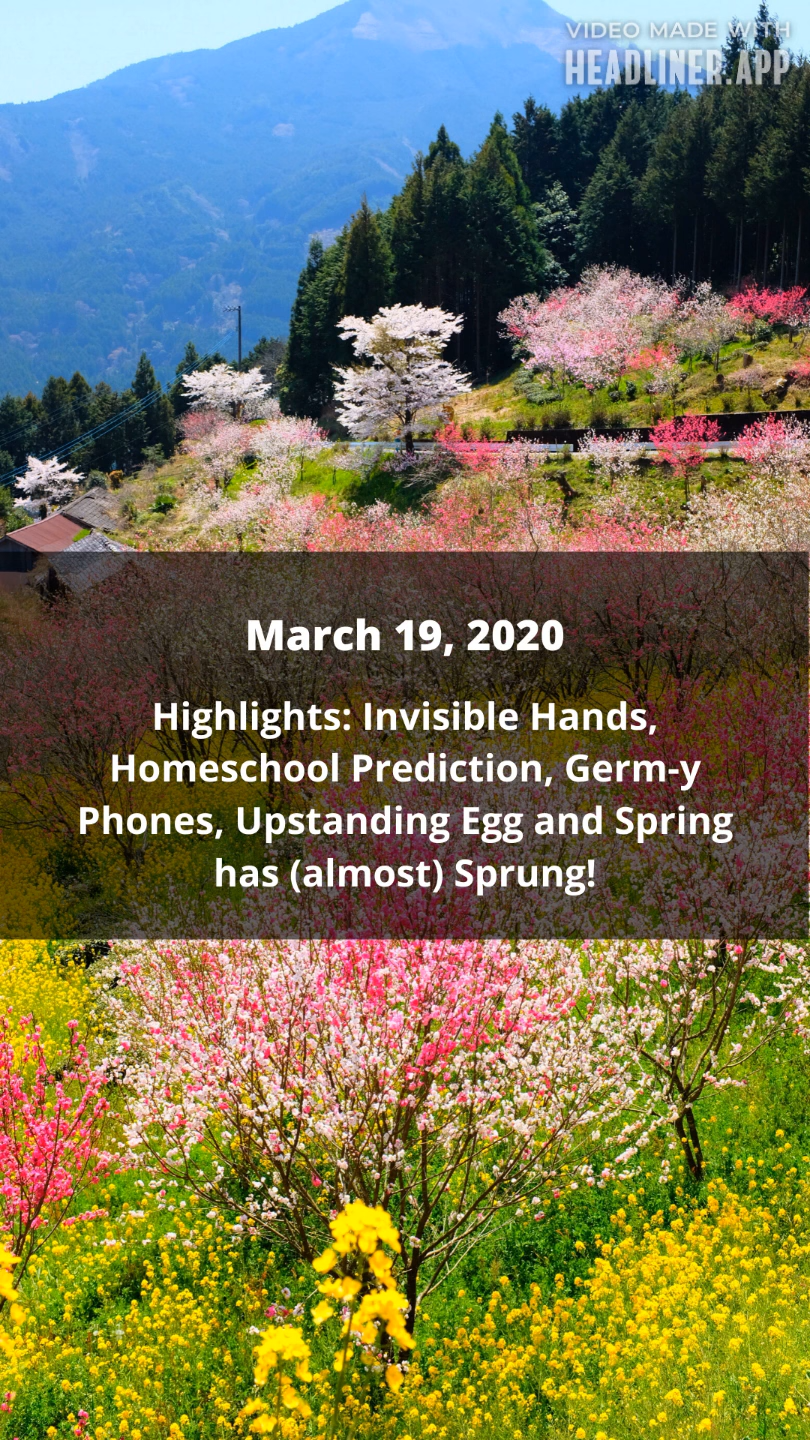 VIDEO MADE WITH
HEADLINER.APP
March 19, 2020
Highlights: Invisible Hands,
Homeschool Prediction, Germ-y
Phones, Upstanding Egg and Spring
has (almost) Sprung!